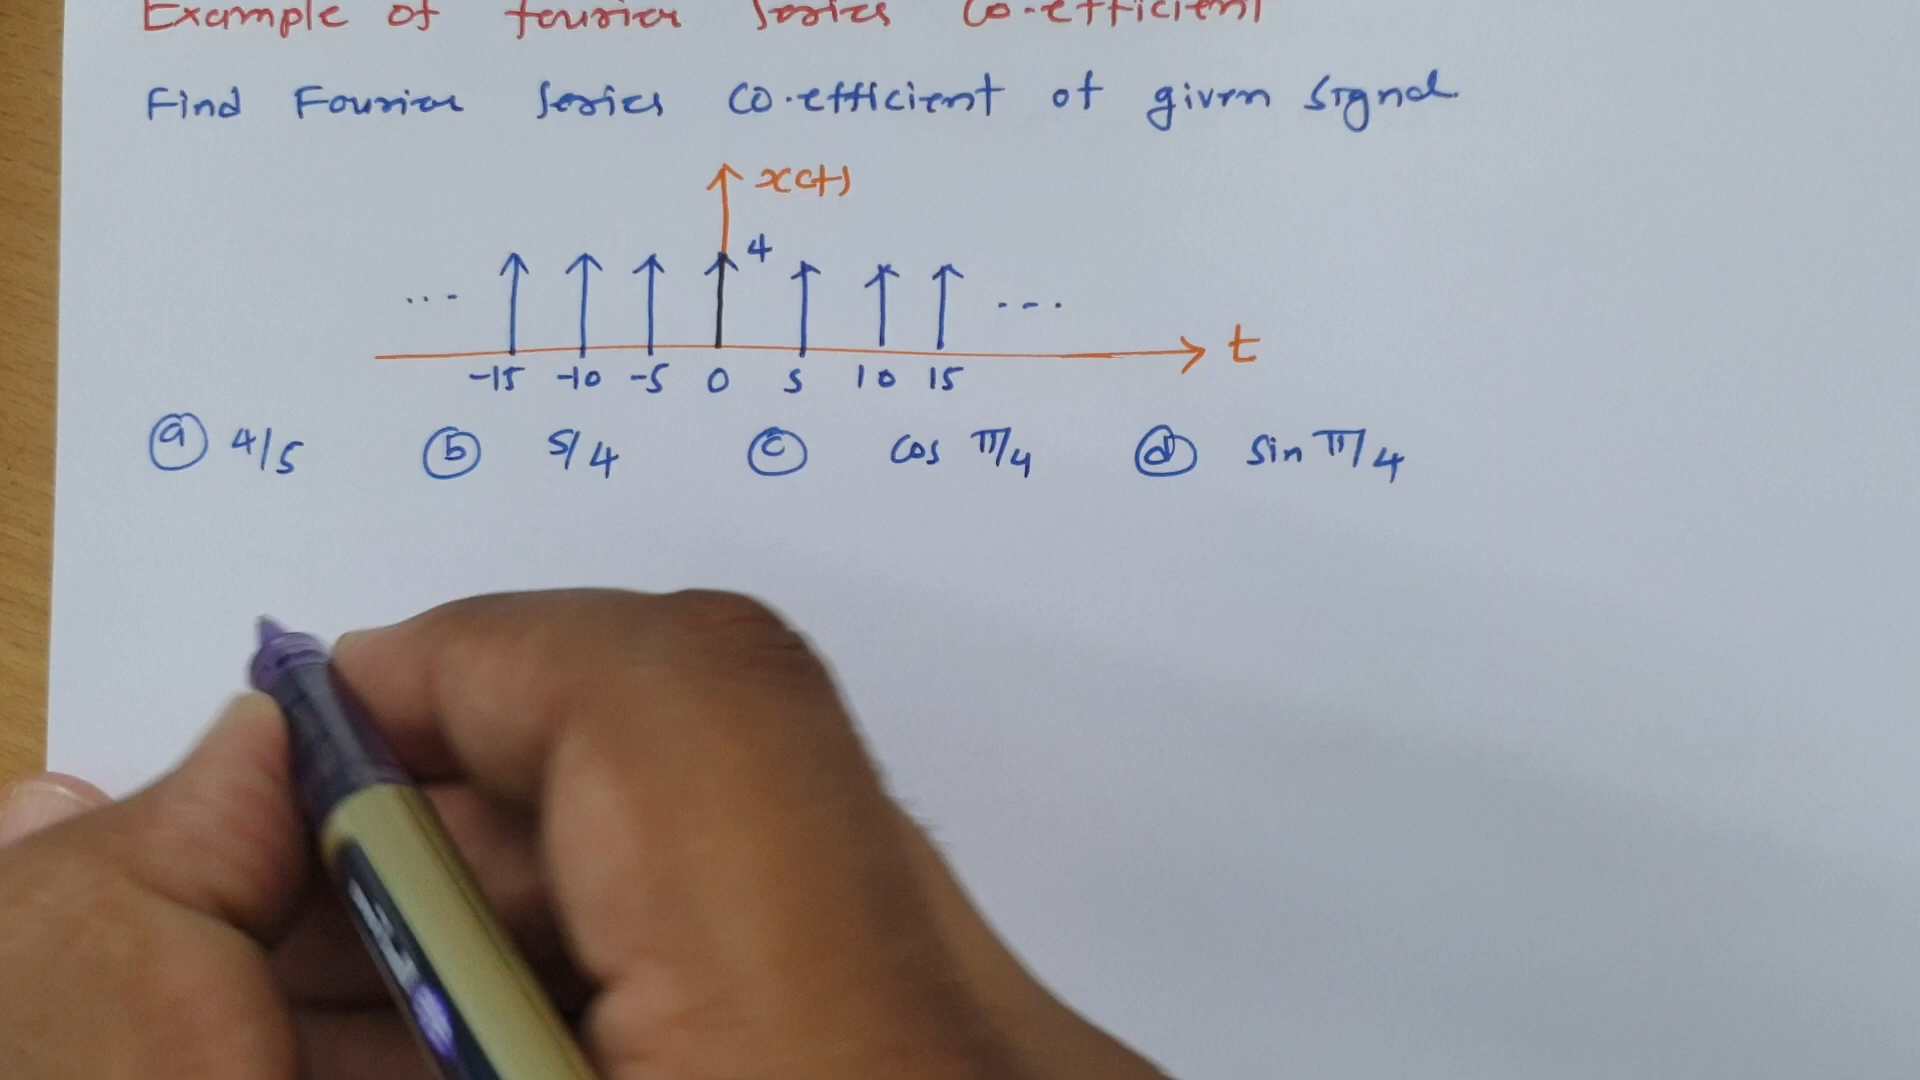 Example of fourier Series Co-efficient
Find Fourier Series CO-efficient of given signal.
x(t)
4
... ...
-15 -10 -5 0 5 10 15 t
(a) 4/5 (b) 5/4 (c) cos π/4 (d) sin π/4